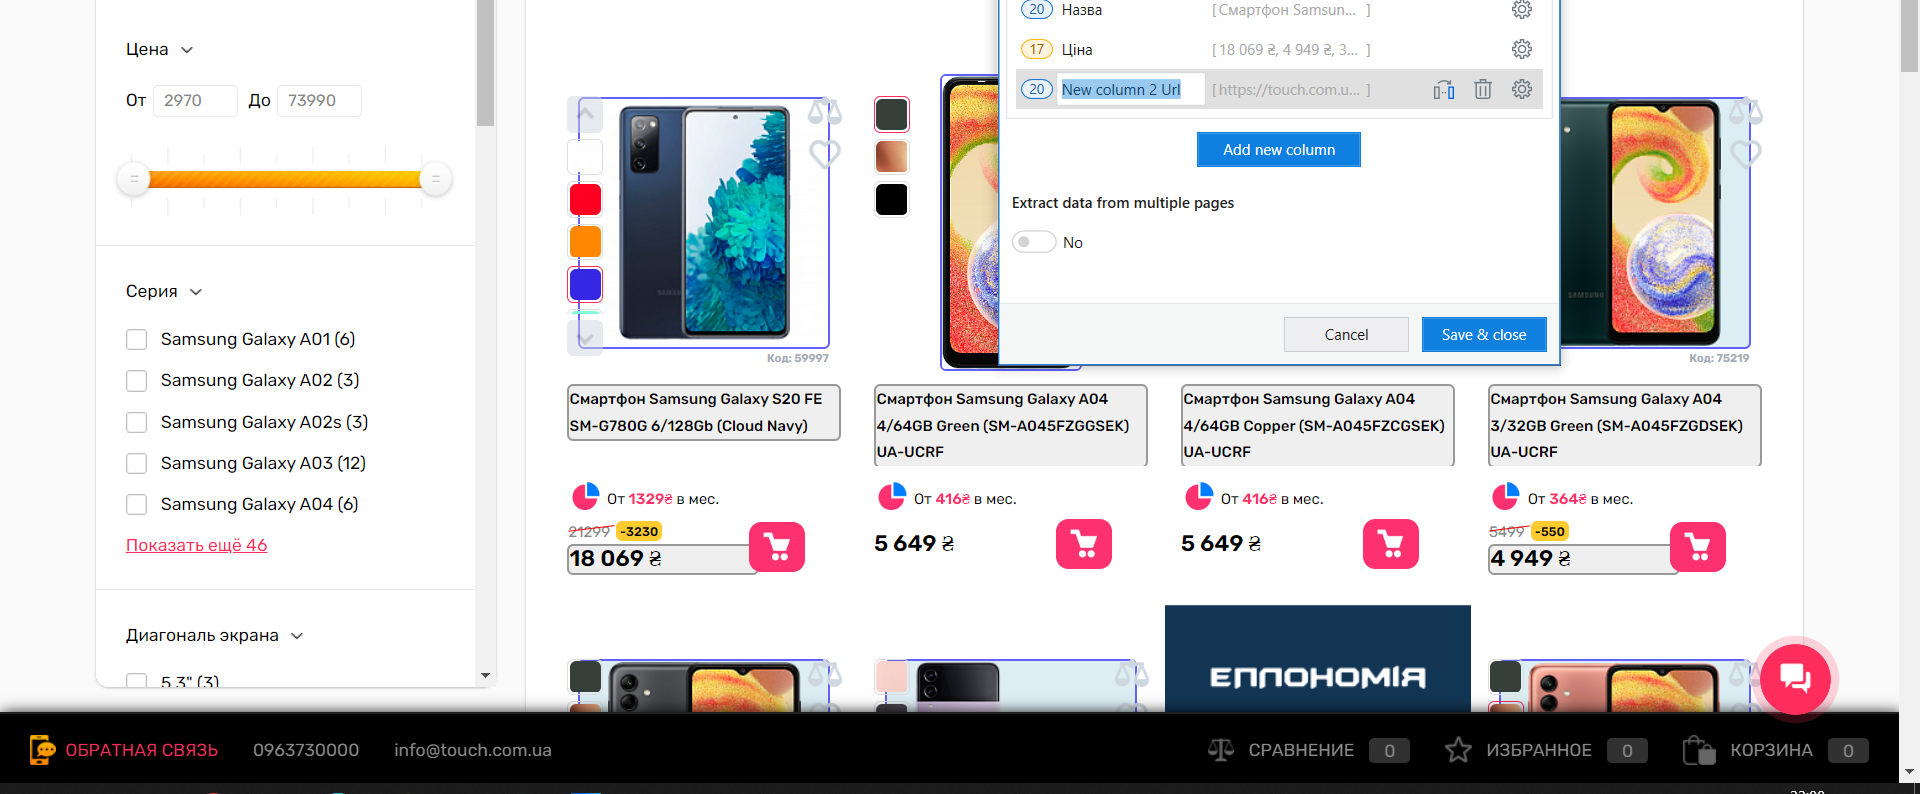 Цена
От 2970 До 73990
Серия
Samsung Galaxy A01 (6)
Samsung Galaxy A02 (3)
Samsung Galaxy A02s (3)
Samsung Galaxy A03 (12)
Samsung Galaxy A04 (6)
Показать ещё 46
Диагональ экрана
5.3" (3)
20 Назва [ Смартфон Samsun... ]
17 Ціна [ 18 069 ₴, 4 949 ₴, 3... ]
20 New column 2 Url [ https://touch.com.u... ]
Add new column
Extract data from multiple pages
No
Cancel
Save & close
SAMSUNG
SAMSUNG
Код: 59997
Код: 75219
Смартфон Samsung Galaxy S20 FE
SM-G780G 6/128Gb (Cloud Navy)
От 1329₴ в мес.
21299 -3230
18 069 ₴
Смартфон Samsung Galaxy A04
4/64GB Green (SM-A045FZGGSEK)
UA-UCRF
От 416₴ в мес.
5 649 ₴
Смартфон Samsung Galaxy A04
4/64GB Copper (SM-A045FZCGSEK)
UA-UCRF
От 416₴ в мес.
5 649 ₴
Смартфон Samsung Galaxy A04
3/32GB Green (SM-A045FZGDSEK)
UA-UCRF
От 364₴ в мес.
5499 -550
4 949 ₴
ЕППОНОМІЯ
ОБРАТНАЯ СВЯЗЬ 0963730000 info@touch.com.ua
СРАВНЕНИЕ 0 ИЗБРАННОЕ 0 КОРЗИНА 0